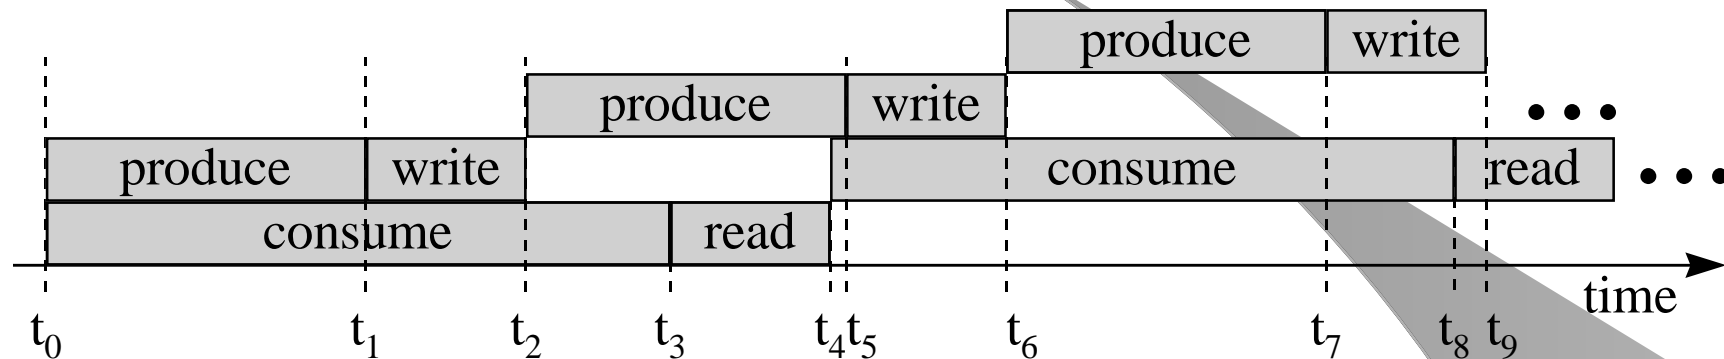 produce write
produce write
produce write consume read
consume read
time
t0 t1 t2 t3 t4 t5 t6 t7 t8 t9